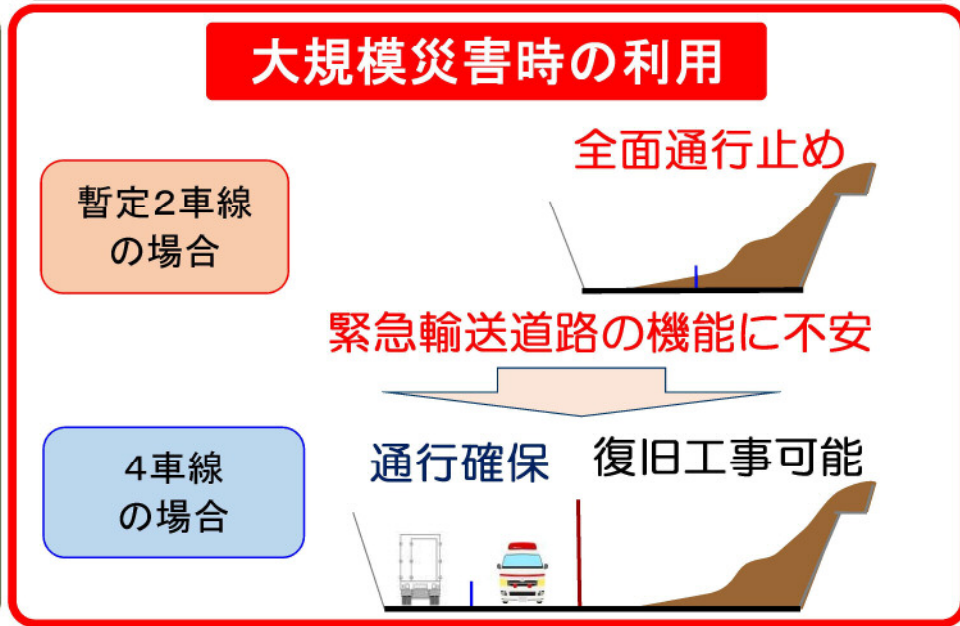 大規模災害時の利用
全面通行止め
暫定2車線
の場合
緊急輸送道路の機能に不安
通行確保
復旧工事可能
4車線
の場合